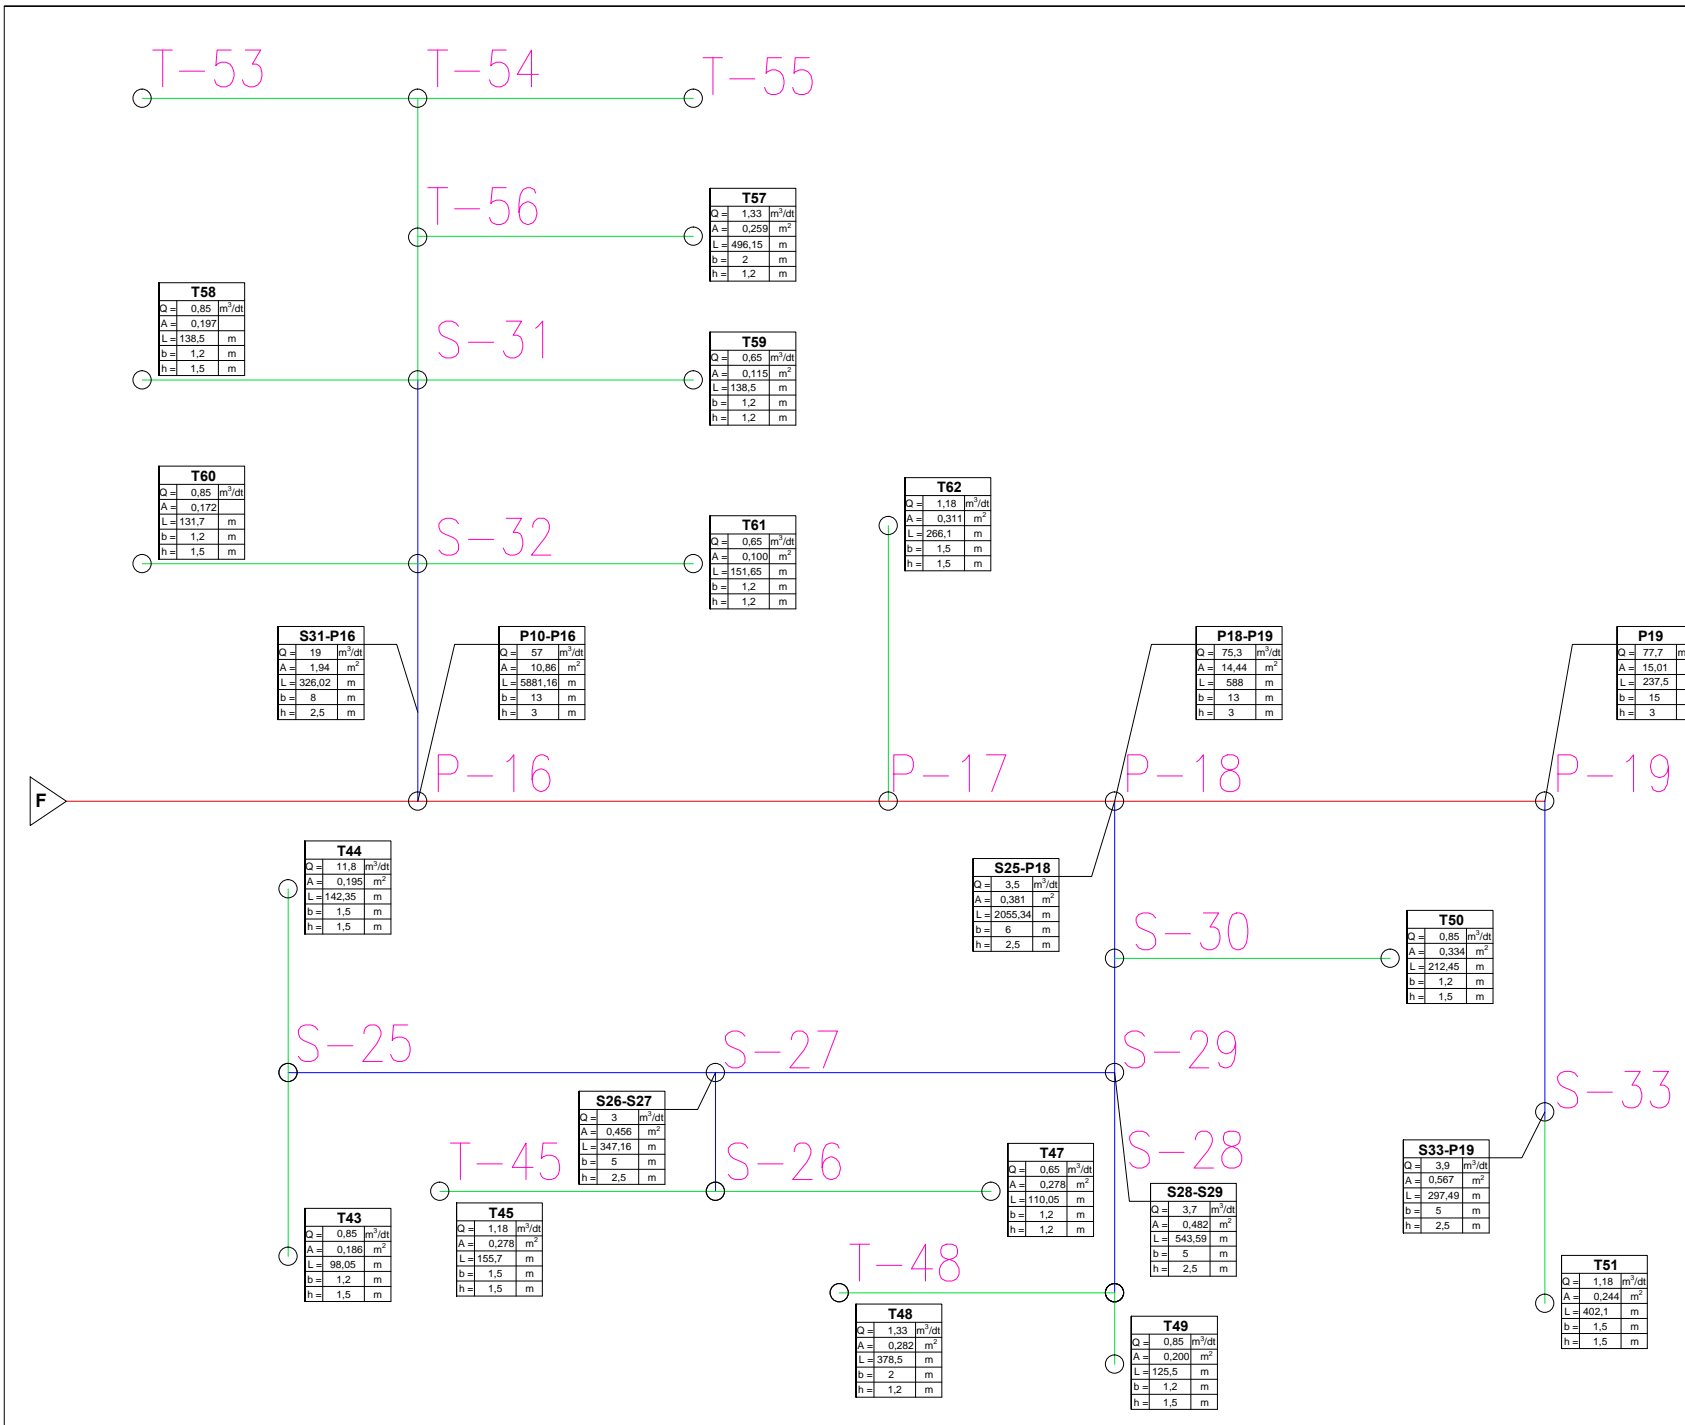 T-53
T-54
T-55
T-56
T57
Q = 1,33 m³/dt
A = 0,259 m²
L = 496,15 m
b = 2 m
h = 1,2 m
T58
Q = 0,85 m³/dt
A = 0,197
L = 138,5 m
b = 1,2 m
h = 1,5 m
S-31
T59
Q = 0,65 m³/dt
A = 0,115 m²
L = 138,5 m
b = 1,2 m
h = 1,2 m
T60
Q = 0,85 m³/dt
A = 0,172
L = 131,7 m
b = 1,2 m
h = 1,5 m
S-32
T61
Q = 0,65 m³/dt
A = 0,100 m²
L = 151,65 m
b = 1,2 m
h = 1,2 m
T62
Q = 1,18 m³/dt
A = 0,311 m²
L = 266,1 m
b = 1,5 m
h = 1,5 m
S31-P16
Q = 19 m³/dt
A = 1,94 m²
L = 326,02 m
b = 8 m
h = 2,5 m
P10-P16
Q = 57 m³/dt
A = 10,86 m²
L = 5881,16 m
b = 13 m
h = 3 m
P18-P19
Q = 75,3 m³/dt
A = 14,44 m²
L = 588 m
b = 13 m
h = 3 m
P19
Q = 77,7 m
A = 15,01
L = 237,5
b = 15
h = 3
P-16
P-17
P-18
P-19
F
T44
Q = 11,8 m³/dt
A = 0,195 m²
L = 142,35 m
b = 1,5 m
h = 1,5 m
S25-P18
Q = 3,5 m³/dt
A = 0,381 m²
L = 2055,34 m
b = 6 m
h = 2,5 m
S-30
T50
Q = 0,85 m³/dt
A = 0,334 m²
L = 212,45 m
b = 1,2 m
h = 1,5 m
S-25
S-27
S-29
S-33
S26-S27
Q = 3 m³/dt
A = 0,456 m²
L = 347,16 m
b = 5 m
h = 2,5 m
T-45
S-26
T47
Q = 0,65 m³/dt
A = 0,278 m²
L = 110,05 m
b = 1,2 m
h = 1,2 m
S-28
S28-S29
Q = 3,7 m³/dt
A = 0,482 m²
L = 543,59 m
b = 5 m
h = 2,5 m
S33-P19
Q = 3,9 m³/dt
A = 0,567 m²
L = 297,49 m
b = 5 m
h = 2,5 m
T43
Q = 0,85 m³/dt
A = 0,186 m²
L = 98,05 m
b = 1,2 m
h = 1,5 m
T45
Q = 1,18 m³/dt
A = 0,278 m²
L = 155,7 m
b = 1,5 m
h = 1,5 m
T-48
T48
Q = 1,33 m³/dt
A = 0,282 m²
L = 378,5 m
b = 2 m
h = 1,2 m
T49
Q = 0,85 m³/dt
A = 0,200 m²
L = 125,5 m
b = 1,2 m
h = 1,5 m
T51
Q = 1,18 m³/dt
A = 0,244 m²
L = 402,1 m
b = 1,5 m
h = 1,5 m